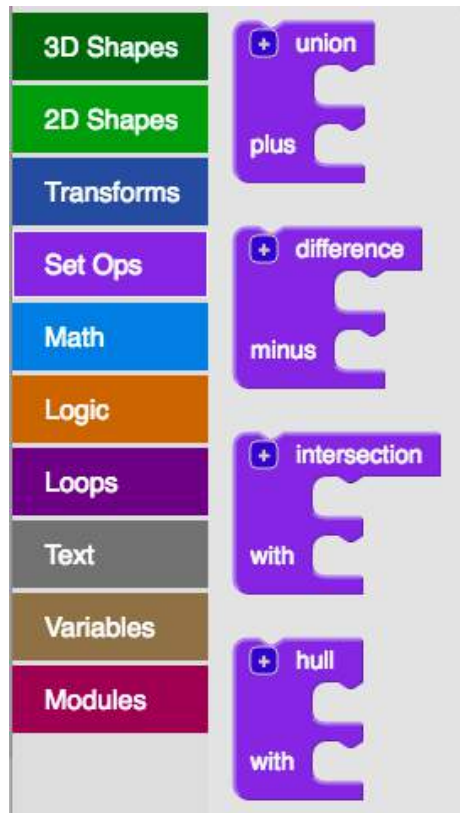 3D Shapes
2D Shapes
Transforms
Set Ops
Math
Logic
Loops
Text
Variables
Modules
+ union
plus
+ difference
minus
+ intersection
with
+ hull
with